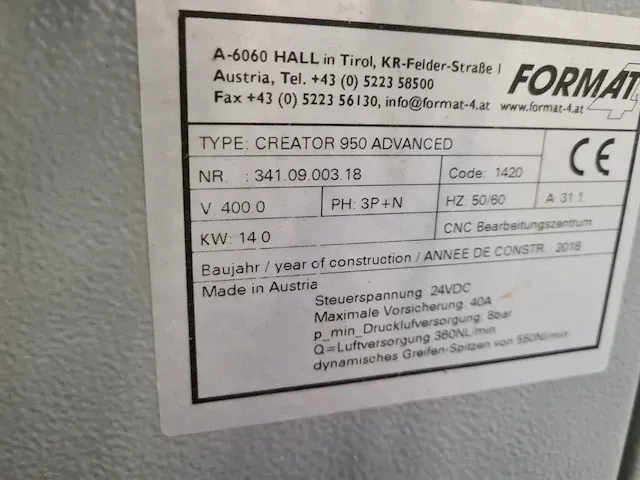 A-6060 HALL in Tirol, KR-Felder-Straße 1
Austria, Tel. +43 (0) 5223 58500
Fax +43 (0) 5223 56130, info@format-4.at www.format-4.at
FORMAT 4
TYPE: CREATOR 950 ADVANCED
NR. : 341.09.003.18 Code: 1420
CE
V 400.0 PH: 3P+N HZ: 50/60 A 31.1
KW: 14.0 CNC Bearbeitungszentrum
Baujahr / year of construction / ANNEE DE CONSTR.: 2018
Made in Austria
Steuerspannung: 24VDC
Maximale Vorsicherung: 40A
p_min_Druckluftversorgung: 8bar
Q=Luftversorgung 360NL/min
dynamisches Greifen-Spitzen von 550Nl/min